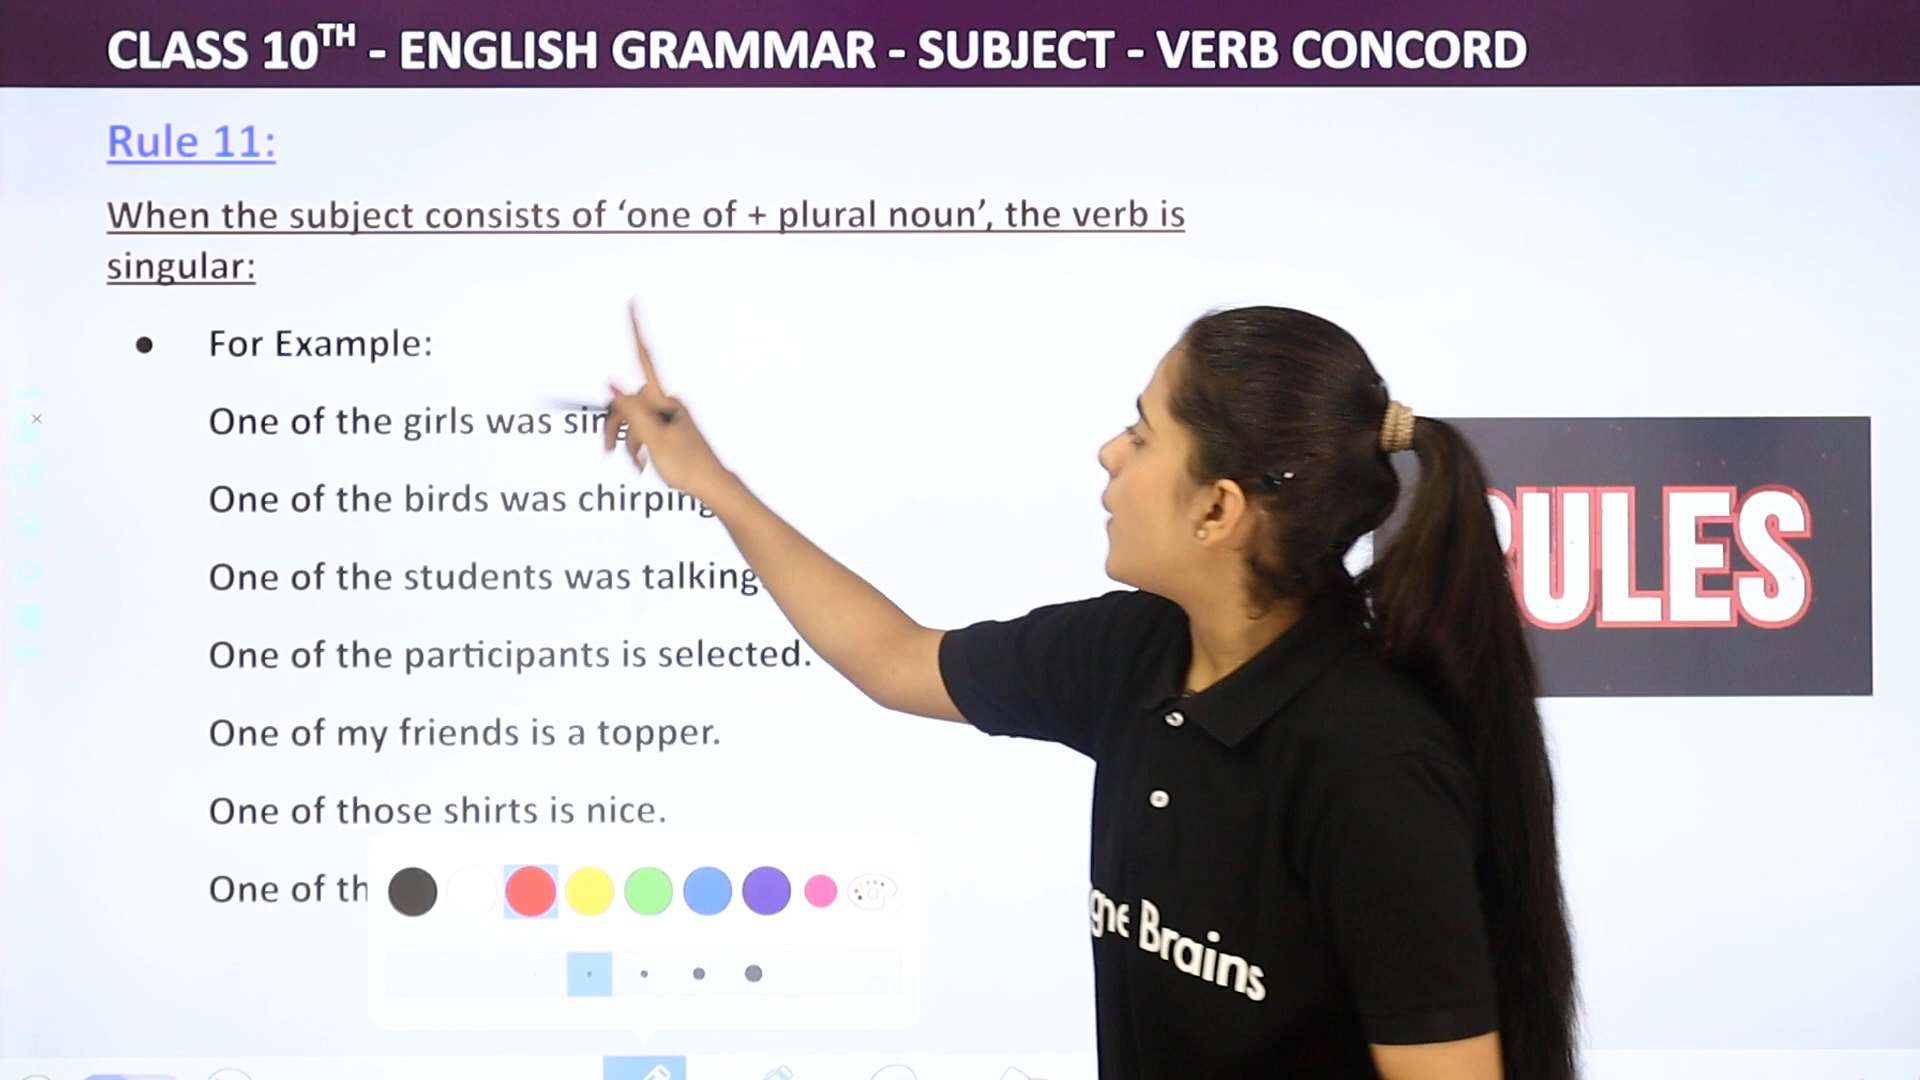 CLASS 10TH - ENGLISH GRAMMAR - SUBJECT - VERB CONCORD
Rule 11:
When the subject consists of ‘one of + plural noun’, the verb is
singular:
● For Example:
One of the girls was
One of the birds was chirping
One of the students was talking
One of the participants is selected.
One of my friends is a topper.
One of those shirts is nice.
One of
RULES
Brains